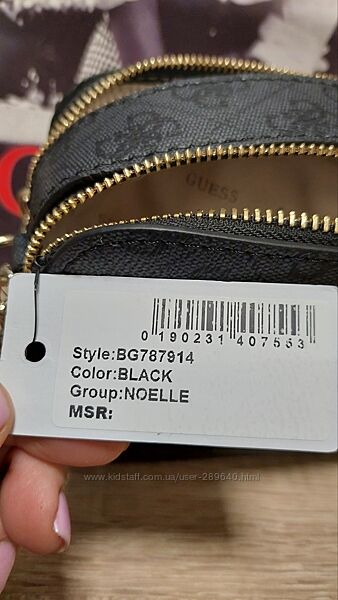 GUESS
0 190231 407553
Style:BG787914
Color:BLACK
Group:NOELLE
MSR:
www.kidstaff.com.ua/user-289640.html